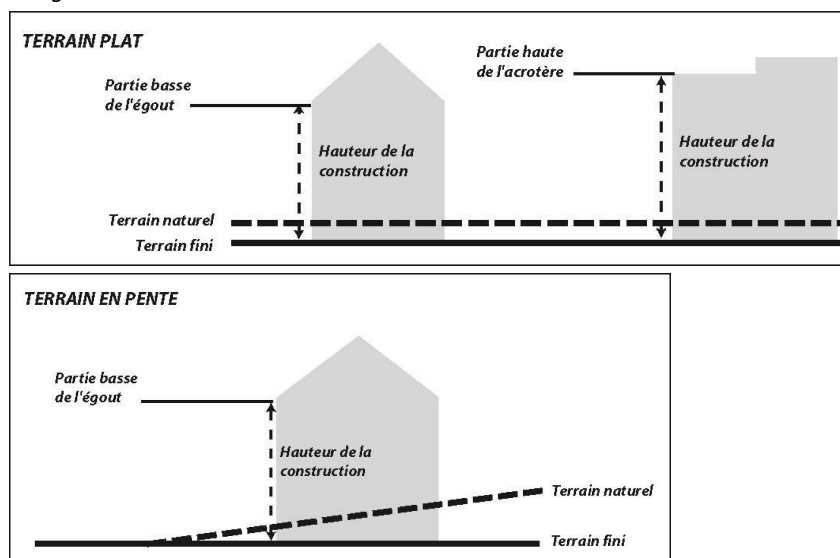 TERRAIN PLAT
Partie basse
de l'égout
Hauteur de la
construction
Partie haute
de l'acrotère
Hauteur de la
construction
Terrain naturel
Terrain fini
TERRAIN EN PENTE
Partie basse
de l'égout
Hauteur de la
construction
Terrain naturel
Terrain fini